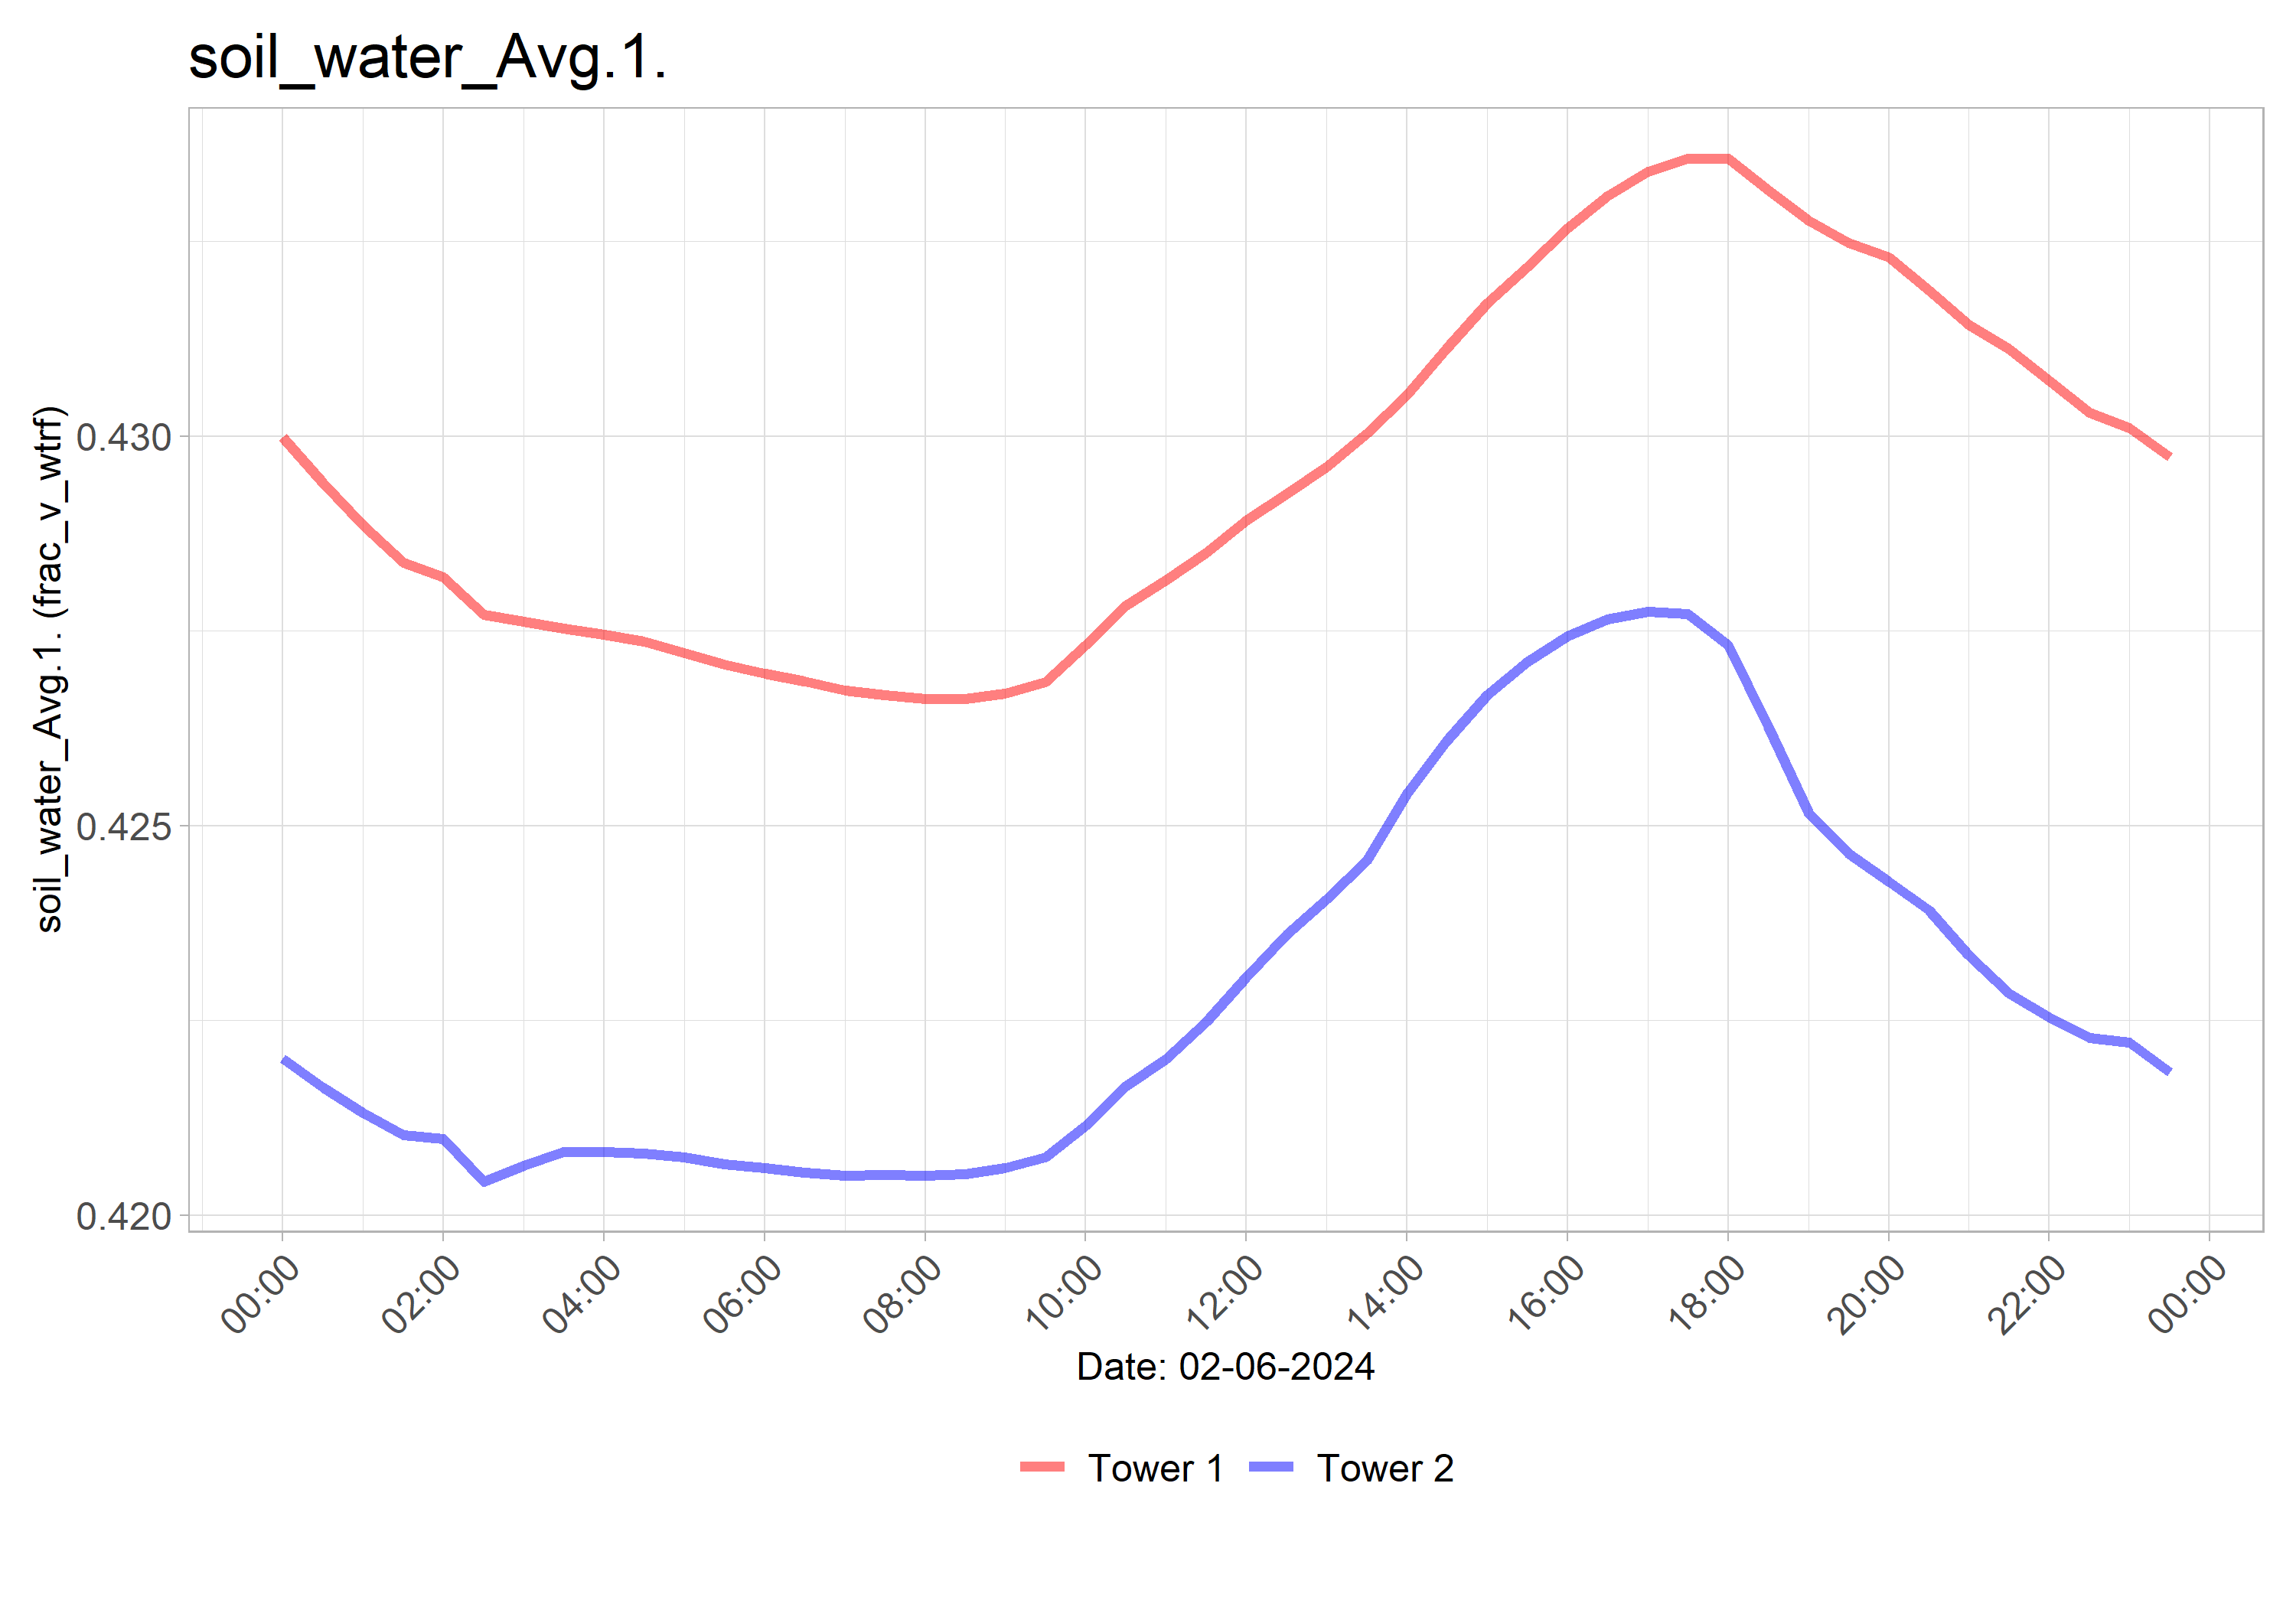 soil_water_Avg.1.
soil_water_Avg.1. (frac_v_wtrf)
0.430
0.425
0.420
00:00 02:00 04:00 06:00 08:00 10:00 12:00 14:00 16:00 18:00 20:00 22:00 00:00
Date: 02-06-2024
Tower 1 Tower 2